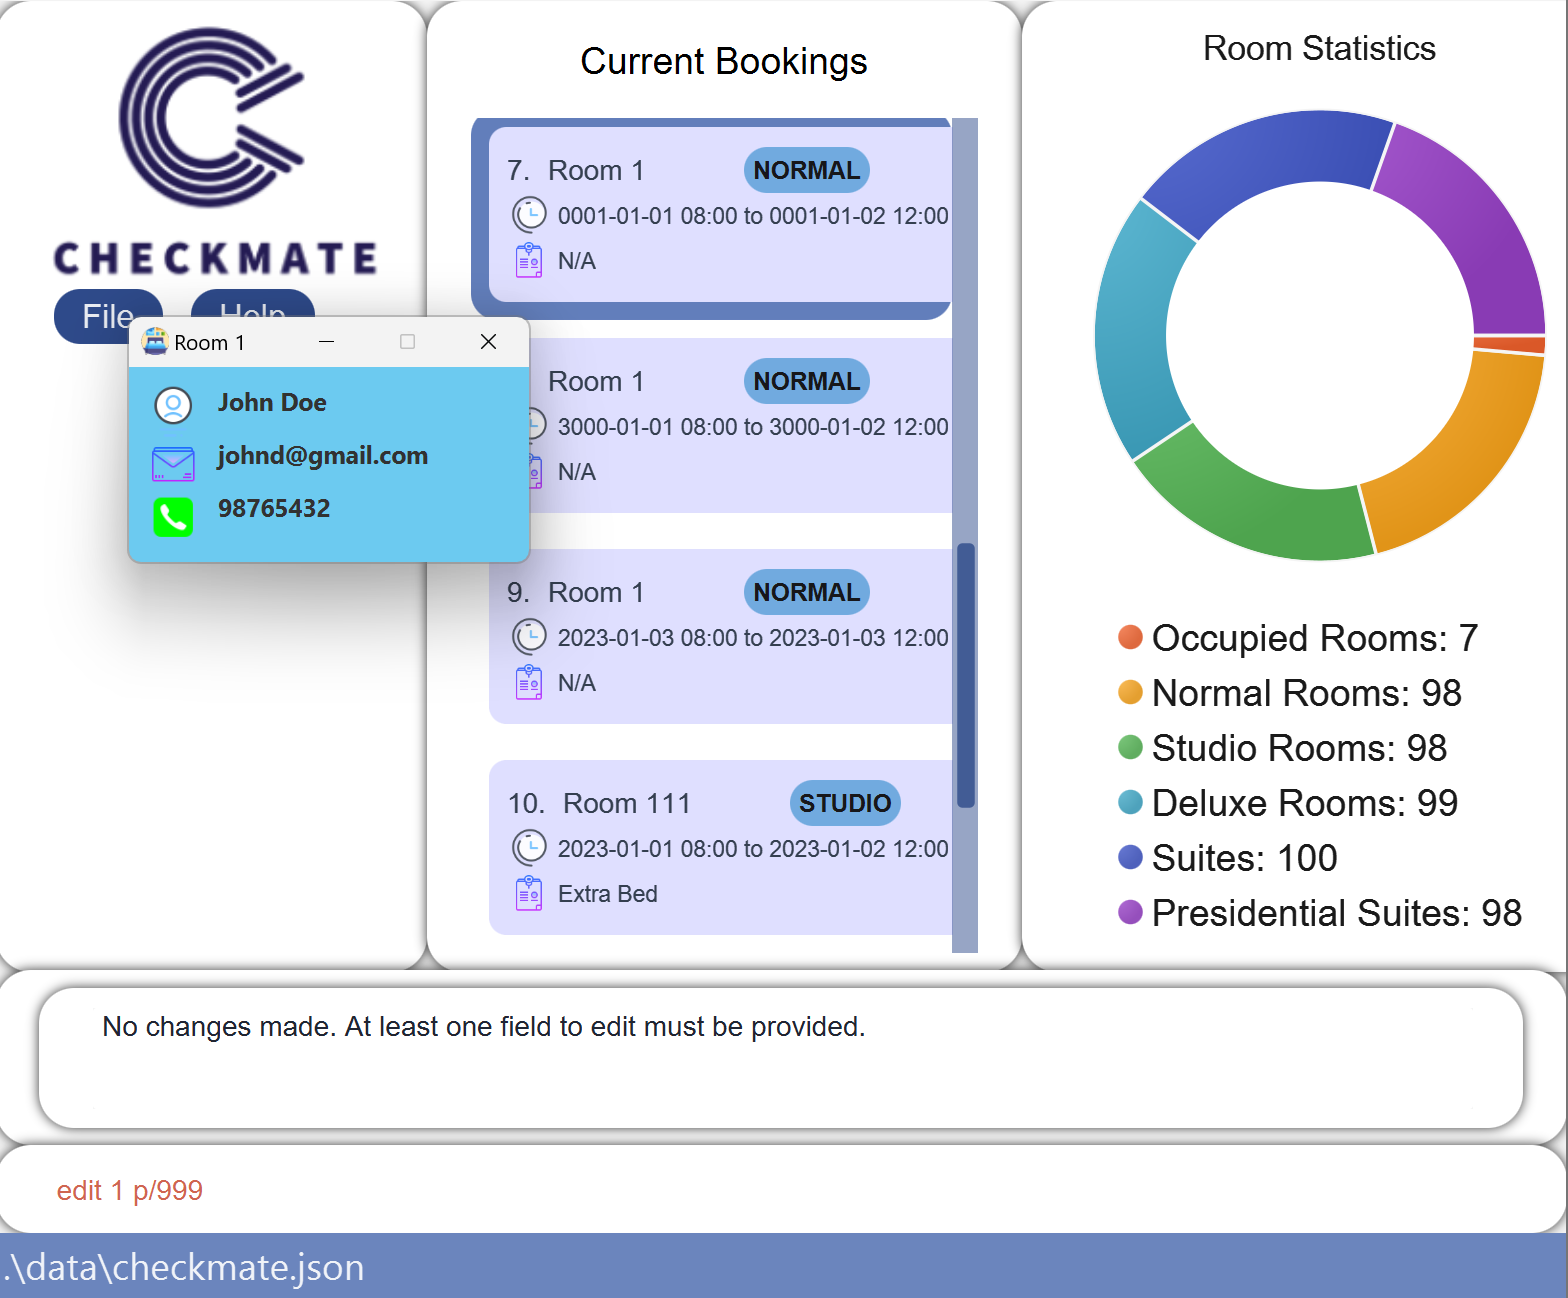 CHECKMATE
File
Help
Room 1
John Doe
johnd@gmail.com
98765432
Current Bookings
7. Room 1 NORMAL
0001-01-01 08:00 to 0001-01-02 12:00
N/A
Room 1 NORMAL
3000-01-01 08:00 to 3000-01-02 12:00
N/A
9. Room 1 NORMAL
2023-01-03 08:00 to 2023-01-03 12:00
N/A
10. Room 111 STUDIO
2023-01-01 08:00 to 2023-01-02 12:00
Extra Bed
Room Statistics
Occupied Rooms: 7
Normal Rooms: 98
Studio Rooms: 98
Deluxe Rooms: 99
Suites: 100
Presidential Suites: 98
No changes made. At least one field to edit must be provided.
edit 1 p/999
.\data\checkmate.json